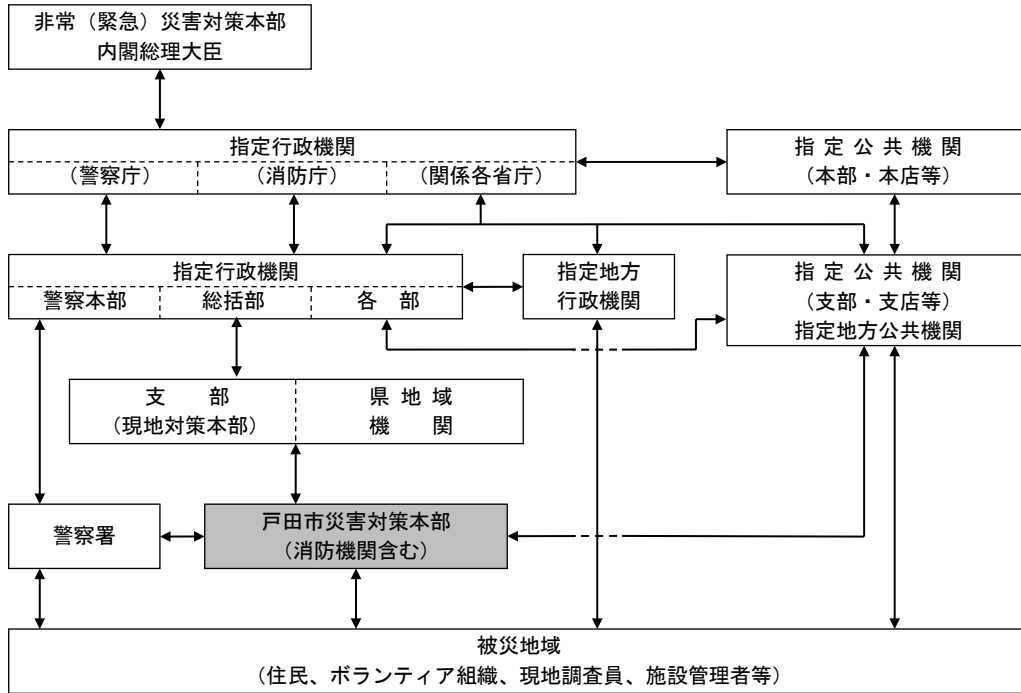 非常（緊急）災害対策本部
内閣総理大臣
指定行政機関
（警察庁）
（消防庁）
（関係各省庁）
指定公共機関
（本部・本店等）
指定行政機関
警察本部
総括部
各 部
指定地方
行政機関
指定公共機関
（支部・支店等）
指定地方公共機関
支 部
（現地対策本部）
県地域
機 関
警察署
戸田市災害対策本部
（消防機関含む）
被災地域
（住民、ボランティア組織、現地調査員、施設管理者等）